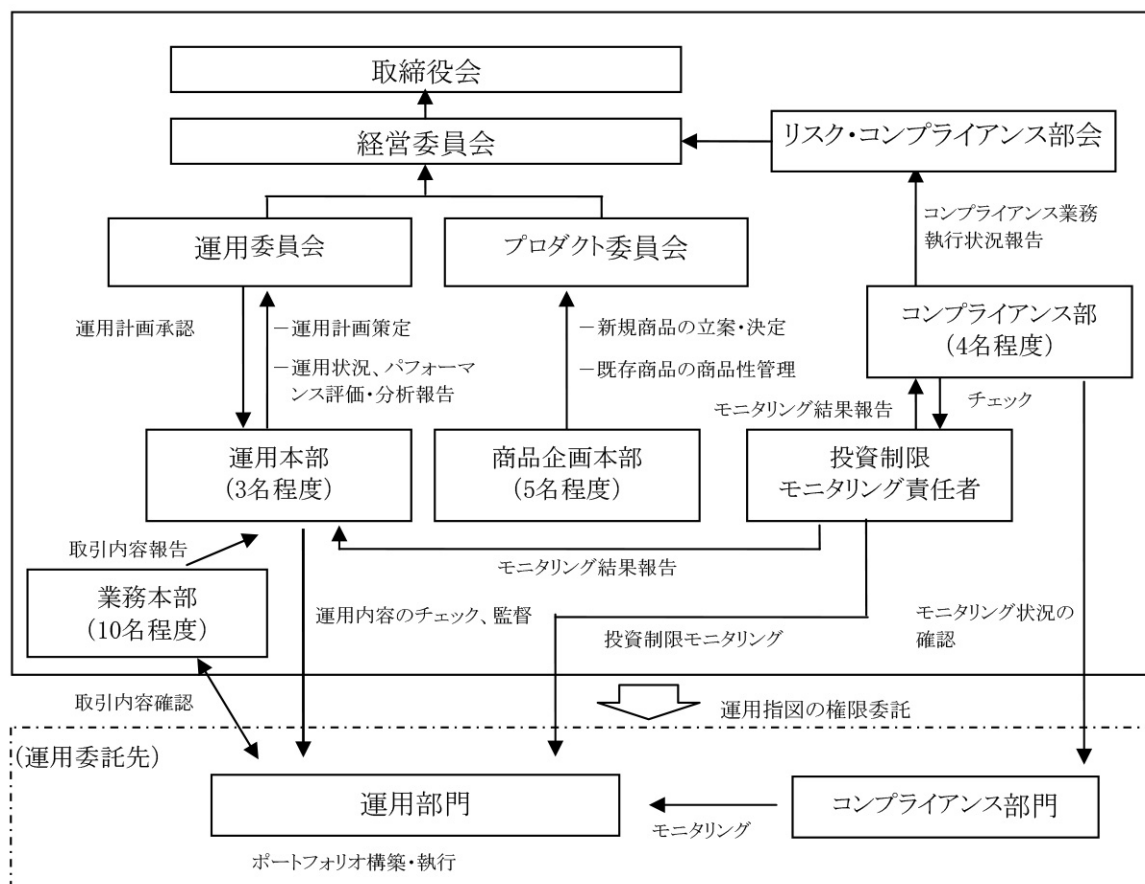 取締役会
経営委員会
リスク・コンプライアンス部会
コンプライアンス業務
執行状況報告
運用委員会
プロダクト委員会
運用計画承認
－運用計画策定
－運用状況、パフォーマ
ンス評価・分析報告
－新規商品の立案・決定
－既存商品の商品性管理
コンプライアンス部
(4名程度)
モニタリング結果報告
チェック
運用本部
(3名程度)
商品企画本部
(5名程度)
投資制限
モニタリング責任者
取引内容報告
モニタリング結果報告
業務本部
(10名程度)
運用内容のチェック、監督
投資制限モニタリング
モニタリング状況の
確認
取引内容確認
運用指図の権限委託
(運用委託先)
運用部門
モニタリング
コンプライアンス部門
ポートフォリオ構築・執行